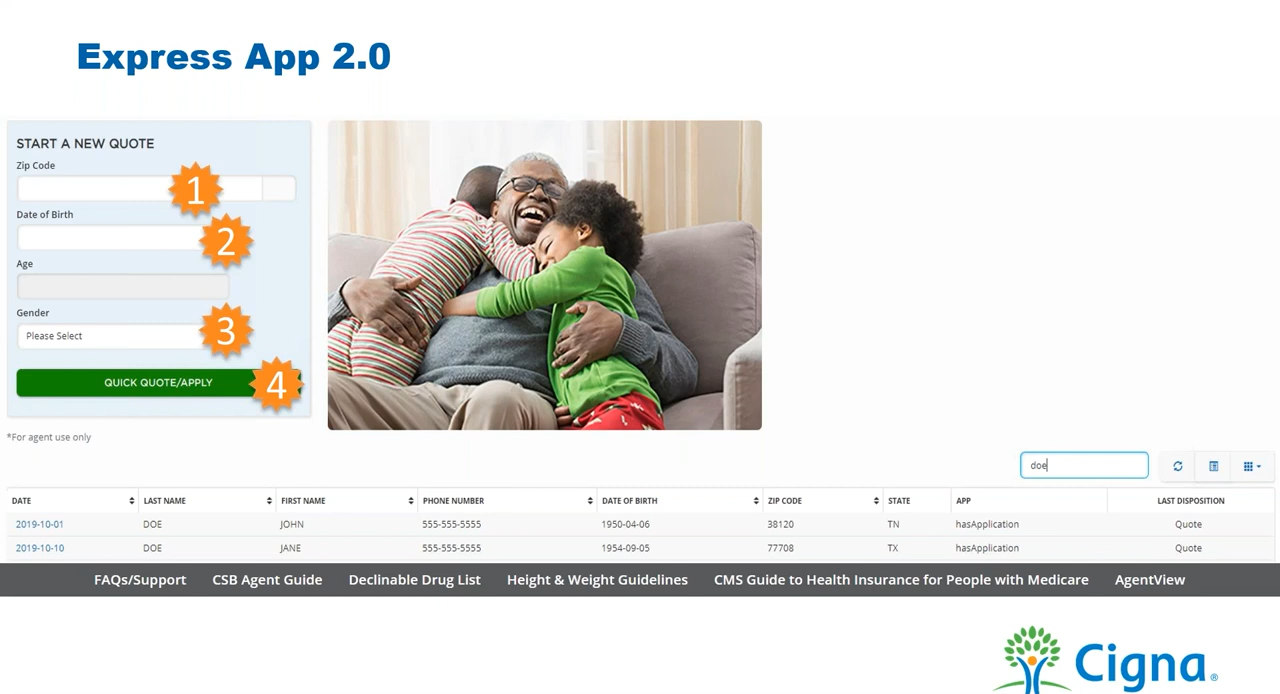 Express App 2.0
START A NEW QUOTE
Zip Code
1
Date of Birth
2
Age
Gender
Please Select
3
QUICK QUOTE/APPLY
4
*For agent use only
doe
DATE LAST NAME FIRST NAME PHONE NUMBER DATE OF BIRTH ZIP CODE STATE APP LAST DISPOSITION
2019-10-01 DOE JOHN 555-555-5555 1950-04-06 38120 TN hasApplication Quote
2019-10-10 DOE JANE 555-555-5555 1954-09-05 77708 TX hasApplication Quote
FAQs/Support CSB Agent Guide Declinable Drug List Height & Weight Guidelines CMS Guide to Health Insurance for People with Medicare AgentView
Cigna®